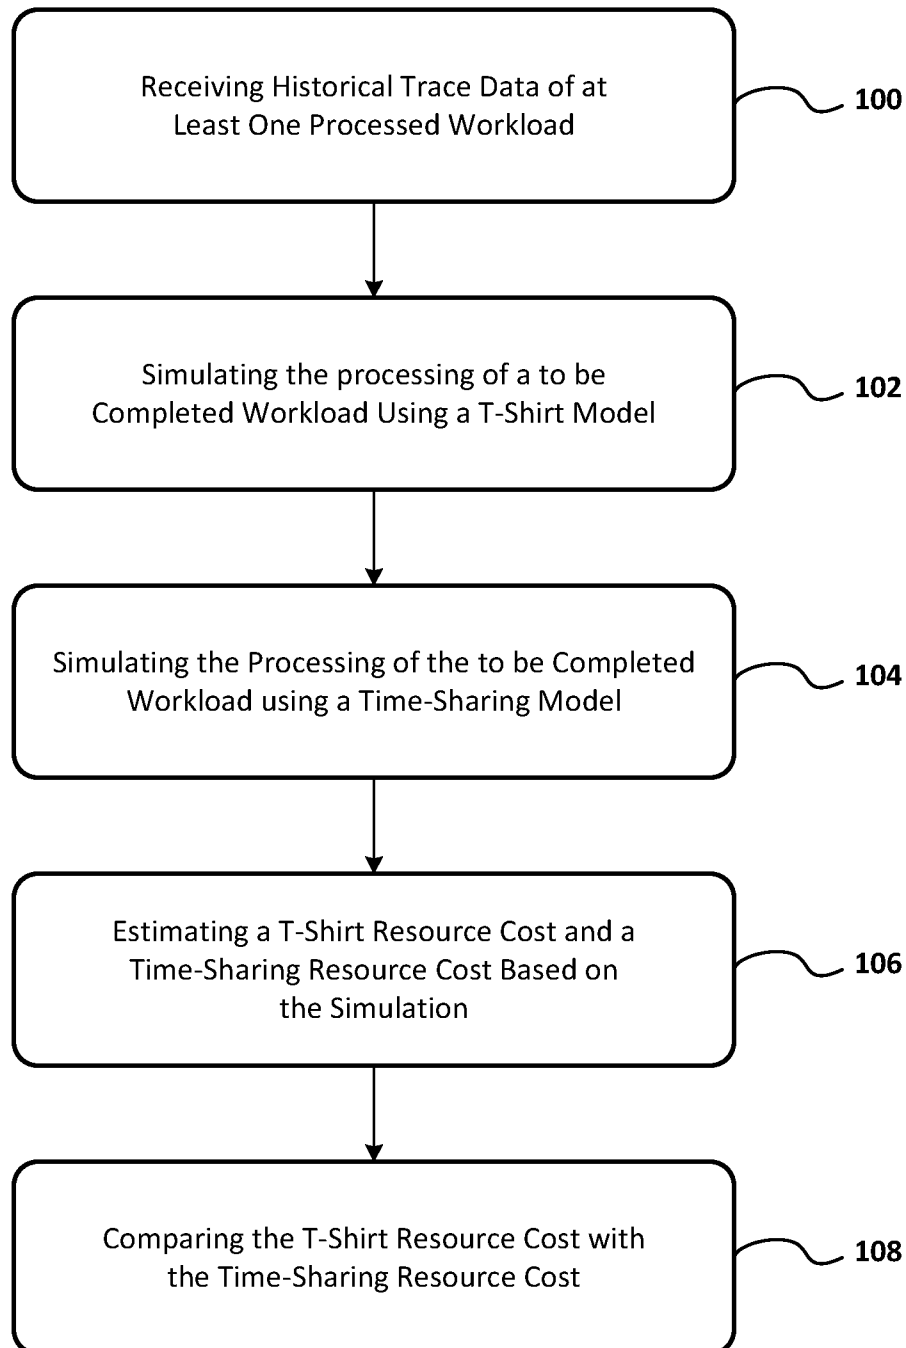 Receiving Historical Trace Data of at
Least One Processed Workload
100
Simulating the processing of a to be
Completed Workload Using a T-Shirt Model
102
Simulating the Processing of the to be Completed
Workload using a Time-Sharing Model
104
Estimating a T-Shirt Resource Cost and a
Time-Sharing Resource Cost Based on
the Simulation
106
Comparing the T-Shirt Resource Cost with
the Time-Sharing Resource Cost
108